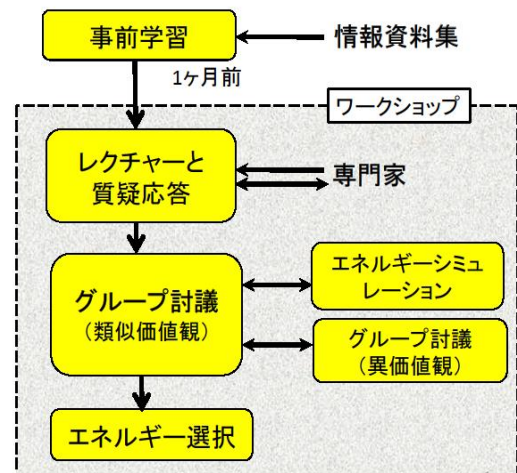 事前学習
情報資料集
1ヶ月前
ワークショップ
レクチャーと
質疑応答
専門家
グループ討議
(類似価値観)
エネルギーシミュ
レーション
グループ討議
(異価値観)
エネルギー選択